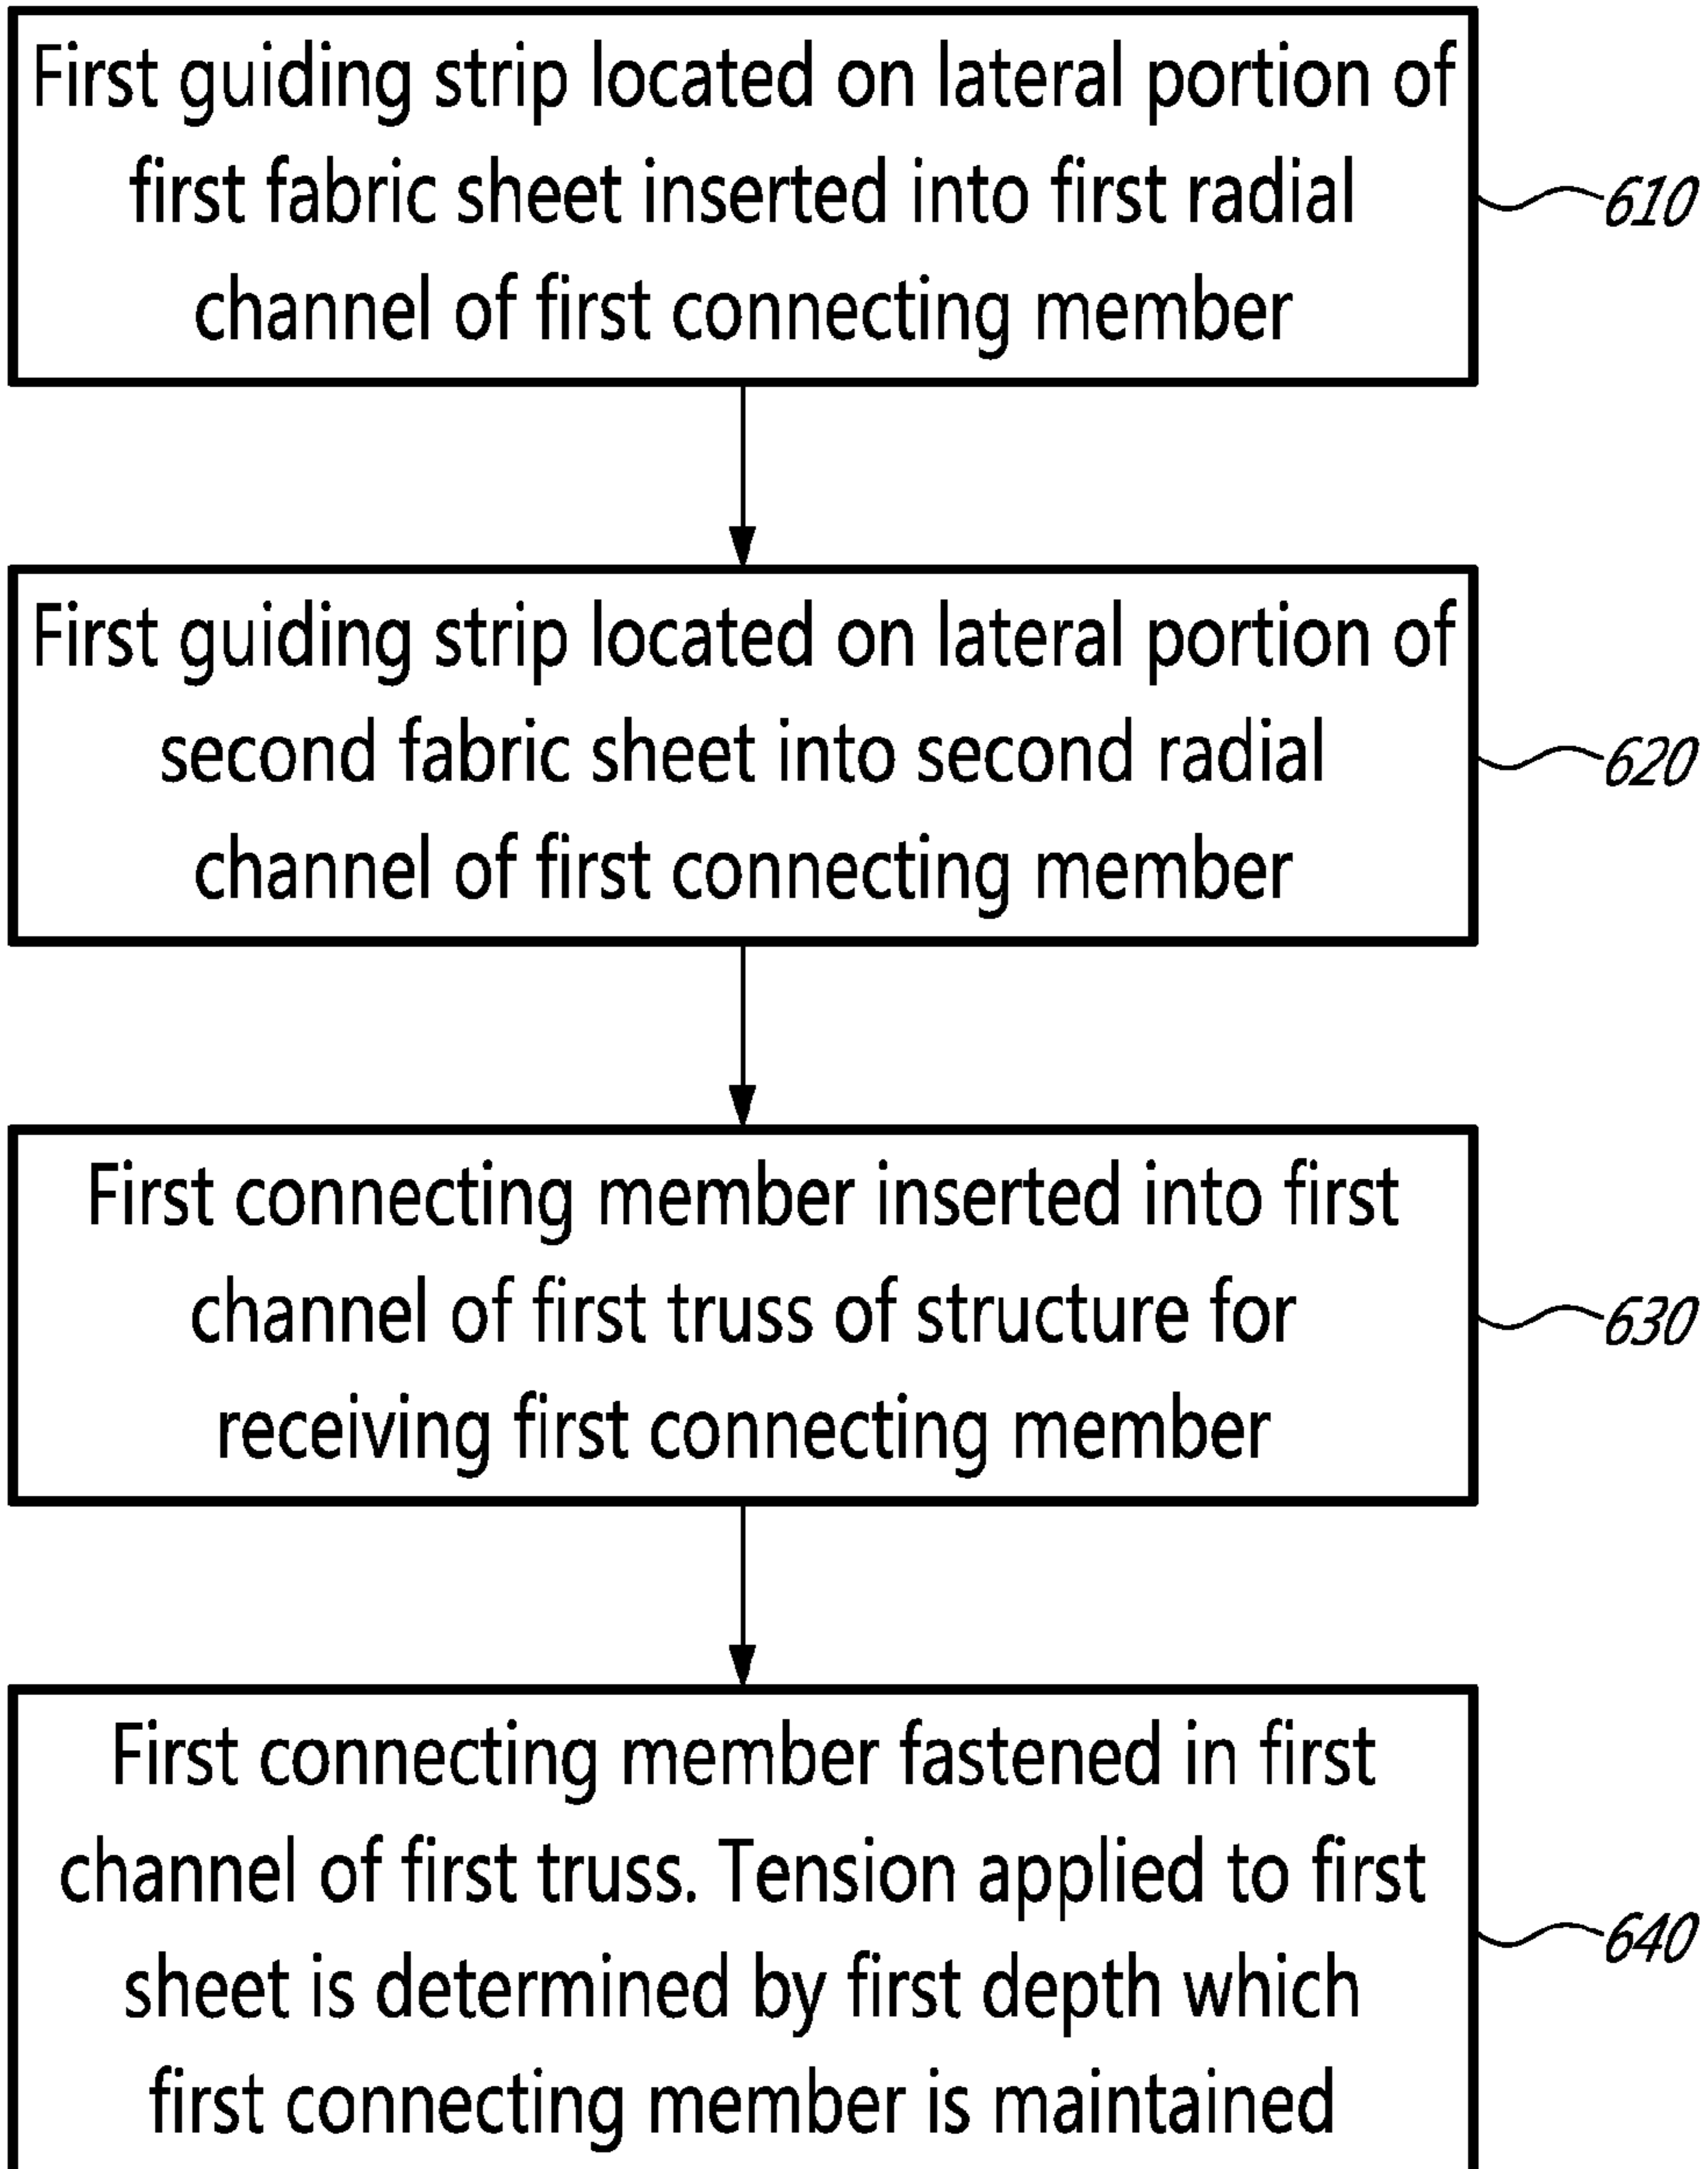 First guiding strip located on lateral portion of
first fabric sheet inserted into first radial
channel of first connecting member
610
First guiding strip located on lateral portion of
second fabric sheet into second radial
channel of first connecting member
620
First connecting member inserted into first
channel of first truss of structure for
receiving first connecting member
630
First connecting member fastened in first
channel of first truss. Tension applied to first
sheet is determined by first depth which
first connecting member is maintained
640